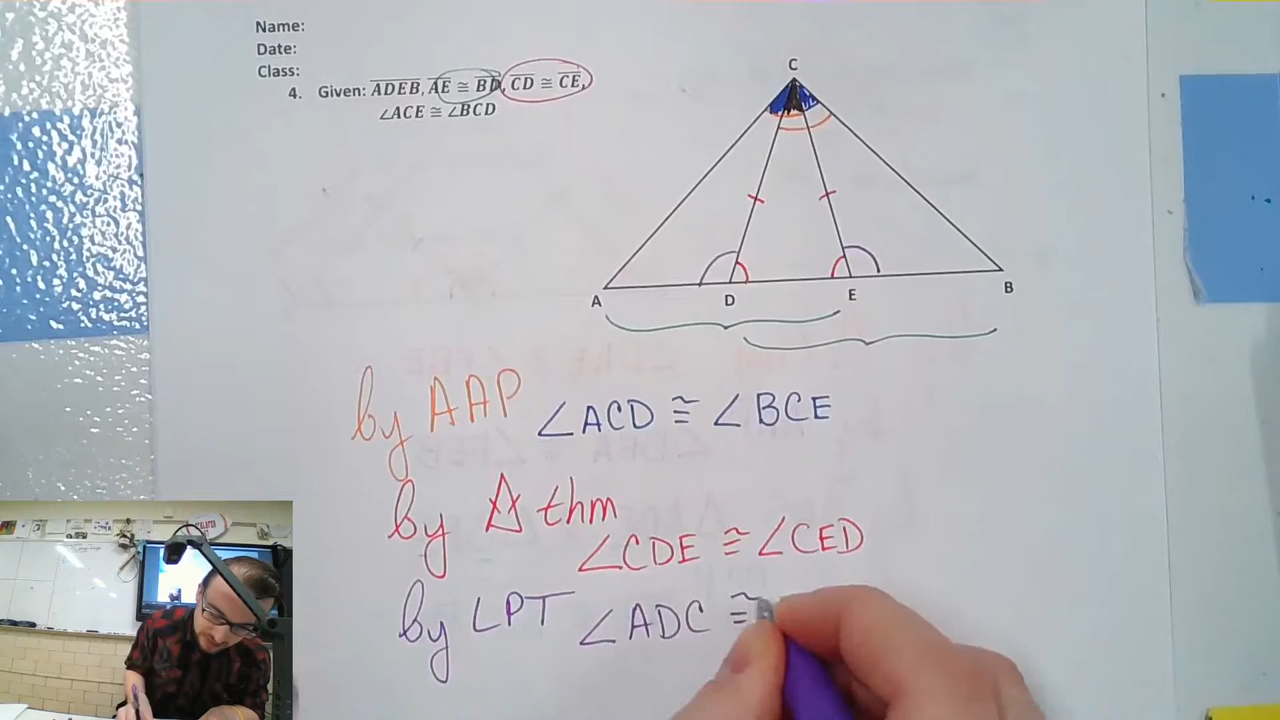 Name:
Date:
Class:
4. Given: ADEB, AE ≅ BD, CD ≅ CE,
∠ACE ≅ ∠BCD
C
A
D
E
B
by AAP ∠ACD ≅ ∠BCE
by thm
∠CDE ≅ ∠CED
by LPT ∠ADC ≅